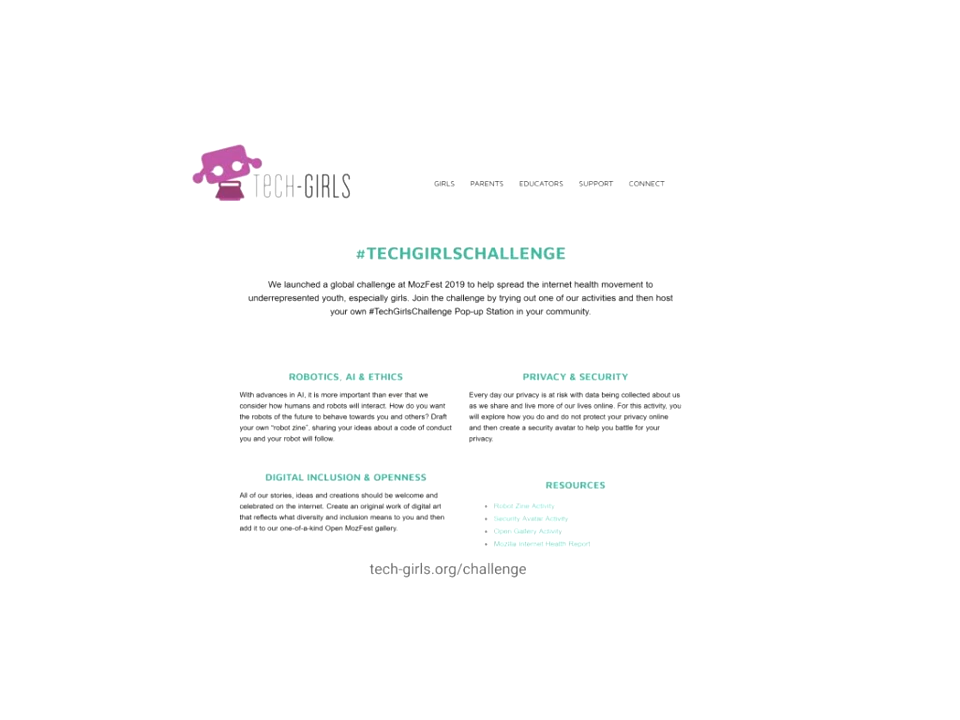 TECH-GIRLS
GIRLS PARENTS EDUCATORS SUPPORT CONNECT
#TECHGIRLSCHALLENGE
We launched a global challenge at MozFest 2019 to help spread the internet health movement to
underrepresented youth, especially girls. Join the challenge by trying out one of our activities and then host
your own #TechGirlsChallenge Pop-up Station in your community.
ROBOTICS, AI & ETHICS
With advances in AI, it is more important than ever that we
consider how humans and robots will interact. How do you want
the robots of the future to behave towards you and others? Draft
your own "robot zine", sharing your ideas about a code of conduct
you and your robot will follow.
PRIVACY & SECURITY
Every day our privacy is at risk with data being collected about us
as we share and live more of our lives online. For this activity, you
will explore how you do and do not protect your privacy online
and then create a security avatar to help you battle for your
privacy.
DIGITAL INCLUSION & OPENNESS
All of our stories, ideas and creations should be welcome and
celebrated on the internet. Create an original work of digital art
that reflects what diversity and inclusion means to you and then
add it to our one-of-a-kind Open MozFest gallery.
RESOURCES
• Robot Zine Activity
• Security Avatar Activity
• Open Gallery Activity
• Mozilla Internet Health Report
tech-girls.org/challenge